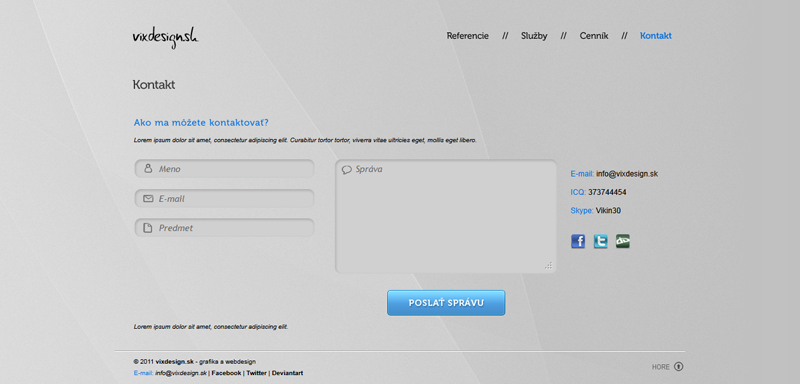 vixdesignsk
Referencie // Služby // Cenník // Kontakt
Kontakt
Ako ma môžete kontaktovať?
Lorem ipsum dolor sit amet, consectetur adipiscing elit. Curabitur tortor tortor, viverra vitae ultricies eget, mollis eget libero.
Meno
E-mail
Predmet
Správa
E-mail: info@vixdesign.sk
ICQ: 373744454
Skype: Vikin30
POSLAŤ SPRÁVU
Lorem ipsum dolor sit amet, consectetur adipiscing elit.
© 2011 vixdesign.sk - grafika a webdesign
E-mail: info@vixdesign.sk | Facebook | Twitter | Deviantart
HORE